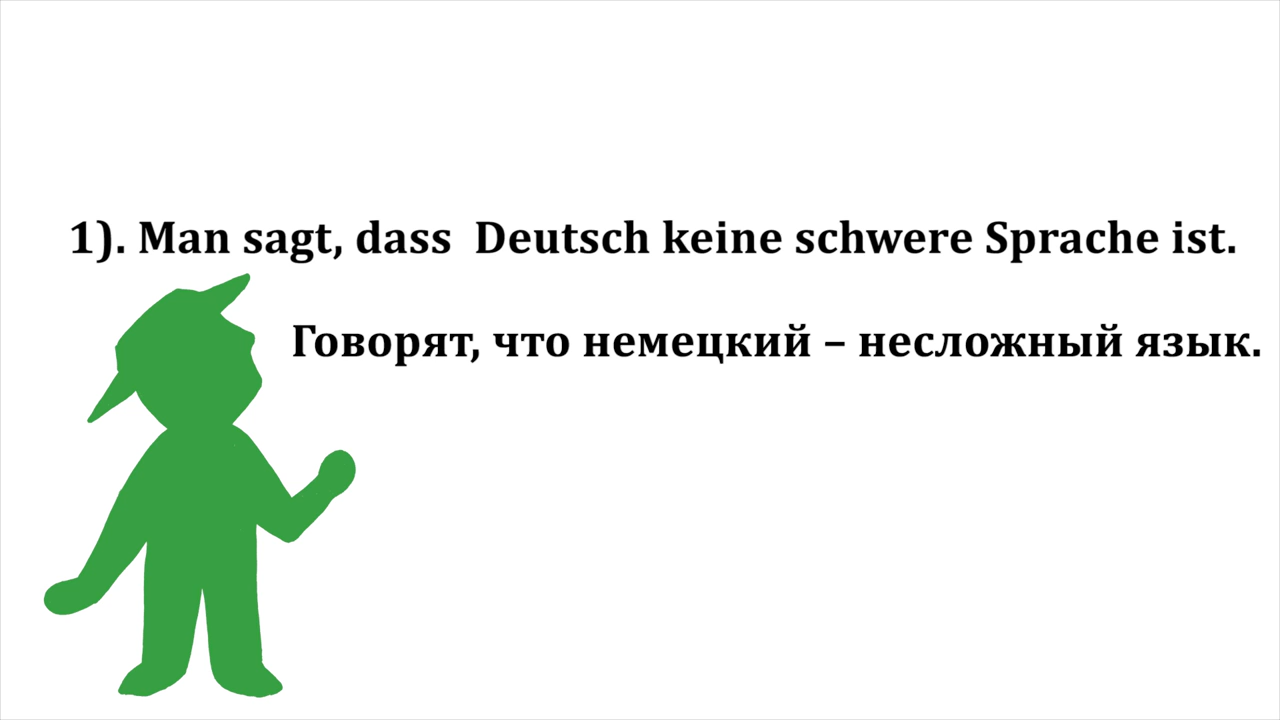 1). Man sagt, dass Deutsch keine schwere Sprache ist.
Говорят, что немецкий – несложный язык.